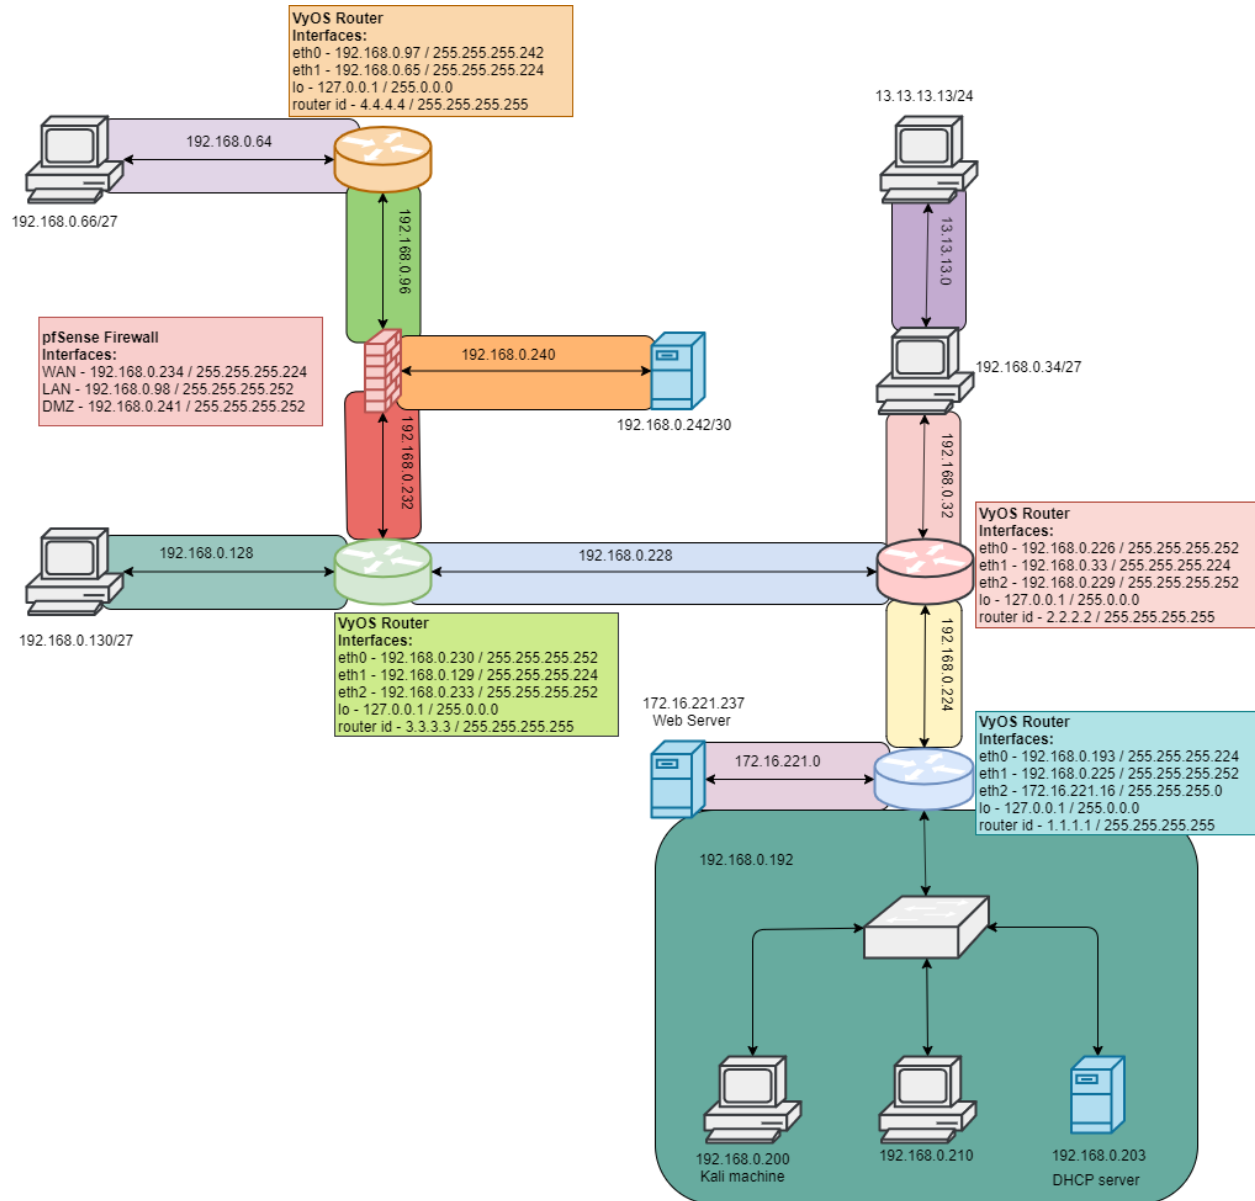 VyOS Router
Interfaces:
eth0 - 192.168.0.97 / 255.255.255.242
eth1 - 192.168.0.65 / 255.255.255.224
lo - 127.0.0.1 / 255.0.0.0
router id - 4.4.4.4 / 255.255.255.255
13.13.13.13/24
192.168.0.64
192.168.0.66/27
192.168.0.96
13.13.13.0
pfSense Firewall
Interfaces:
WAN - 192.168.0.234 / 255.255.255.224
LAN - 192.168.0.98 / 255.255.255.252
DMZ - 192.168.0.241 / 255.255.255.252
192.168.0.240
192.168.0.242/30
192.168.0.34/27
192.168.0.232
192.168.0.32
VyOS Router
Interfaces:
eth0 - 192.168.0.226 / 255.255.255.252
eth1 - 192.168.0.33 / 255.255.255.224
eth2 - 192.168.0.229 / 255.255.255.252
lo - 127.0.0.1 / 255.0.0.0
router id - 2.2.2.2 / 255.255.255.255
192.168.0.128
192.168.0.228
192.168.0.130/27
VyOS Router
Interfaces:
eth0 - 192.168.0.230 / 255.255.255.252
eth1 - 192.168.0.129 / 255.255.255.224
eth2 - 192.168.0.233 / 255.255.255.252
lo - 127.0.0.1 / 255.0.0.0
router id - 3.3.3.3 / 255.255.255.255
192.168.0.224
172.16.221.237
Web Server
172.16.221.0
VyOS Router
Interfaces:
eth0 - 192.168.0.193 / 255.255.255.224
eth1 - 192.168.0.225 / 255.255.255.252
eth2 - 172.16.221.16 / 255.255.255.0
lo - 127.0.0.1 / 255.0.0.0
router id - 1.1.1.1 / 255.255.255.255
192.168.0.192
192.168.0.200
Kali machine
192.168.0.210
192.168.0.203
DHCP server